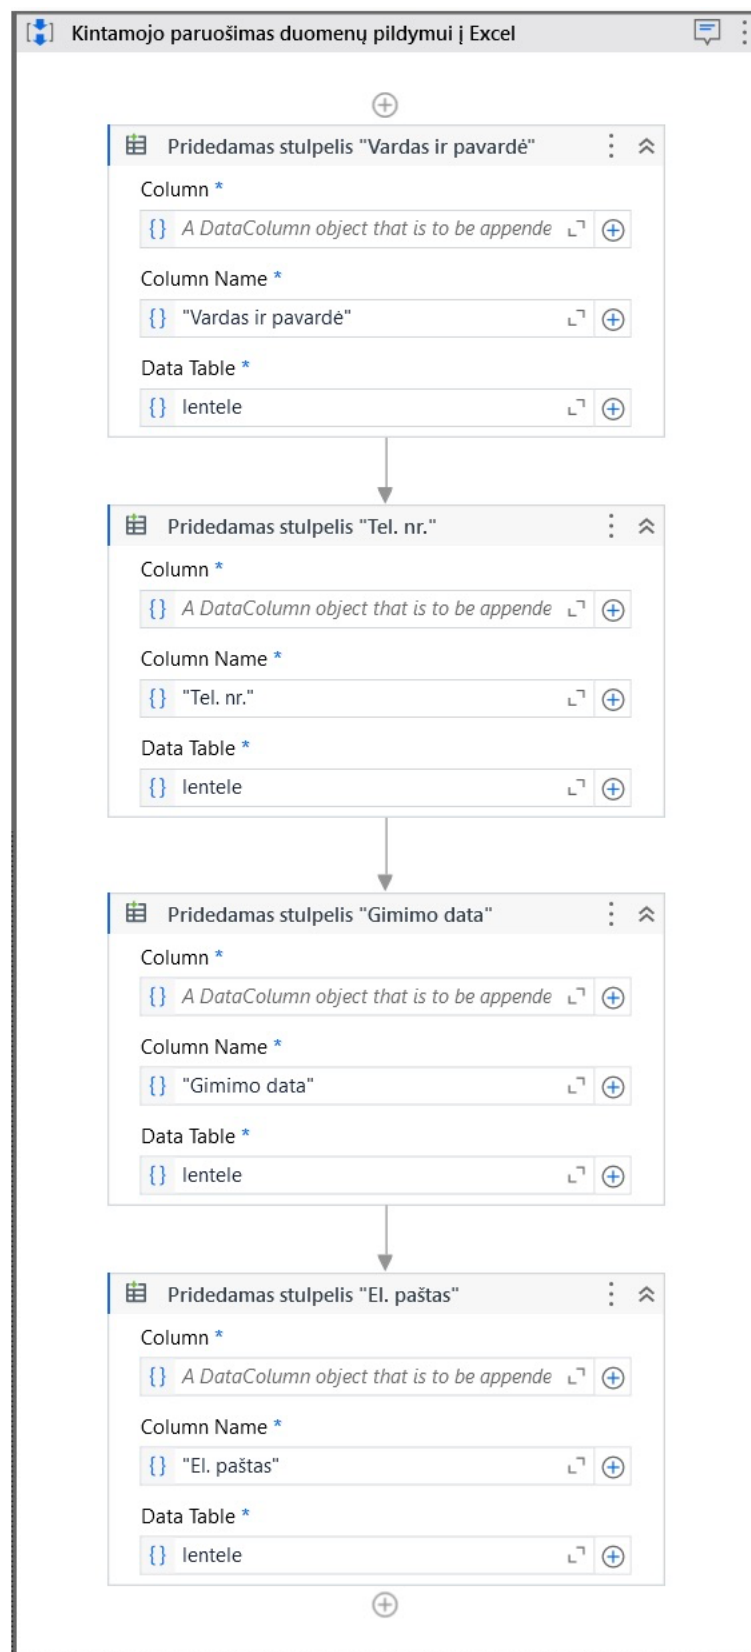 Kintamojo paruošimas duomenų pildymui į Excel
Pridedamas stulpelis "Vardas ir pavardė"
Column *
{} A DataColumn object that is to be appende
Column Name *
{} "Vardas ir pavardė"
Data Table *
{} lentele
Pridedamas stulpelis "Tel. nr."
Column *
{} A DataColumn object that is to be appende
Column Name *
{} "Tel. nr."
Data Table *
{} lentele
Pridedamas stulpelis "Gimimo data"
Column *
{} A DataColumn object that is to be appende
Column Name *
{} "Gimimo data"
Data Table *
{} lentele
Pridedamas stulpelis "El. paštas"
Column *
{} A DataColumn object that is to be appende
Column Name *
{} "El. paštas"
Data Table *
{} lentele